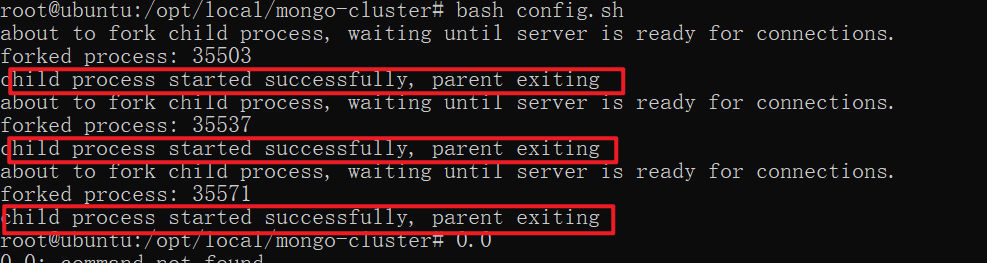 root@ubuntu:/opt/local/mongo-cluster# bash config.sh
about to fork child process, waiting until server is ready for connections.
forked process: 35503
child process started successfully, parent exiting
about to fork child process, waiting until server is ready for connections.
forked process: 35537
child process started successfully, parent exiting
about to fork child process, waiting until server is ready for connections.
forked process: 35571
child process started successfully, parent exiting
root@ubuntu:/opt/local/mongo-cluster# 0.0
0.0: command not found